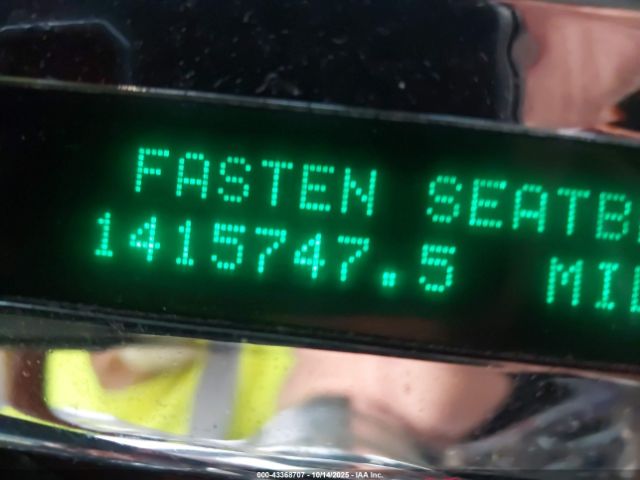 FASTEN SEATB
1415747.5 MI
000-43368707 - 10/14/2025 - IAA Inc.